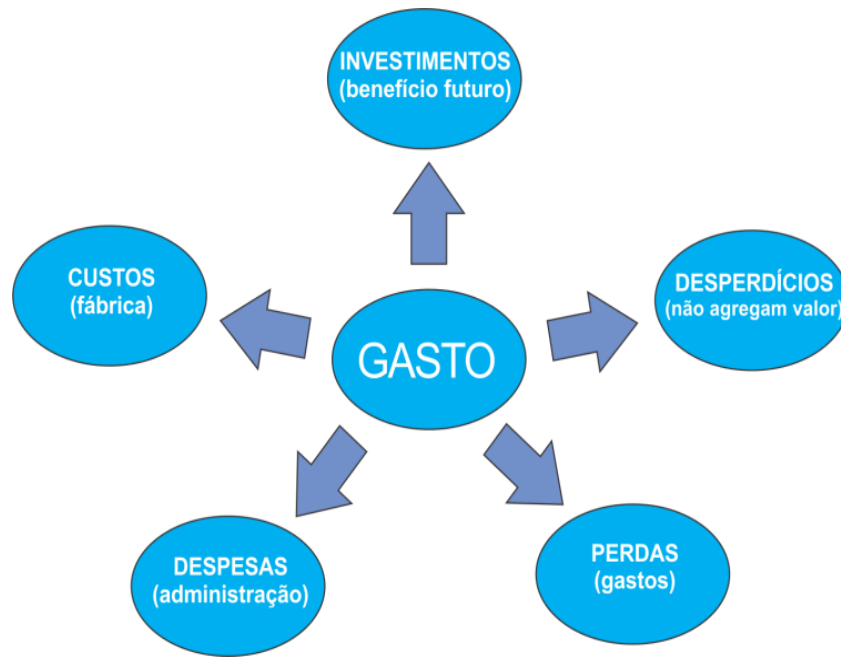 INVESTIMENTOS
(benefício futuro)
CUSTOS
(fábrica)
DESPERDÍCIOS
(não agregam valor)
GASTO
DESPESAS
(administração)
PERDAS
(gastos)